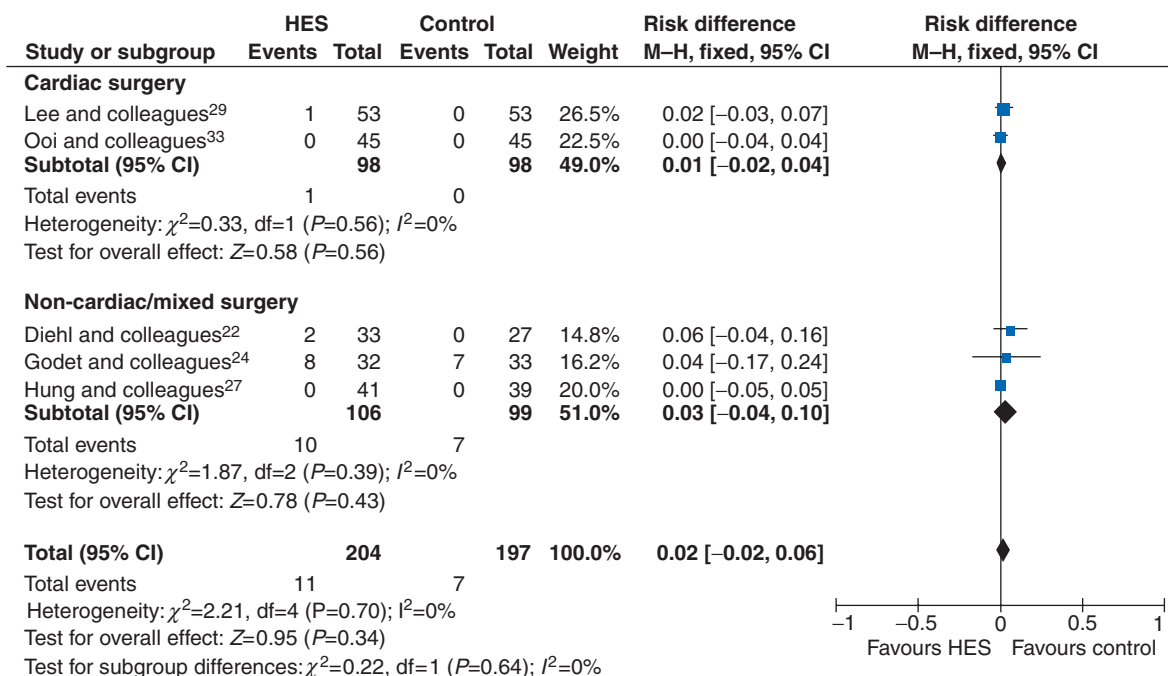 HES Control Risk difference Risk difference
Study or subgroup Events Total Events Total Weight M–H, fixed, 95% CI M–H, fixed, 95% CI
Cardiac surgery
Lee and colleagues²⁹ 1 53 0 53 26.5% 0.02 [−0.03, 0.07]
Ooi and colleagues³³ 0 45 0 45 22.5% 0.00 [−0.04, 0.04]
Subtotal (95% CI) 98 98 49.0% 0.01 [−0.02, 0.04]
Total events 1 0
Heterogeneity: χ²=0.33, df=1 (P=0.56); I²=0%
Test for overall effect: Z=0.58 (P=0.56)
Non-cardiac/mixed surgery
Diehl and colleagues²² 2 33 0 27 14.8% 0.06 [−0.04, 0.16]
Godet and colleagues²⁴ 8 32 7 33 16.2% 0.04 [−0.17, 0.24]
Hung and colleagues²⁷ 0 41 0 39 20.0% 0.00 [−0.05, 0.05]
Subtotal (95% CI) 106 99 51.0% 0.03 [−0.04, 0.10]
Total events 10 7
Heterogeneity: χ²=1.87, df=2 (P=0.39); I²=0%
Test for overall effect: Z=0.78 (P=0.43)
Total (95% CI) 204 197 100.0% 0.02 [−0.02, 0.06]
Total events 11 7
Heterogeneity: χ²=2.21, df=4 (P=0.70); I²=0%
Test for overall effect: Z=0.95 (P=0.34)
Test for subgroup differences: χ²=0.22, df=1 (P=0.64); I²=0%
−1 −0.5 0 0.5 1
Favours HES Favours control